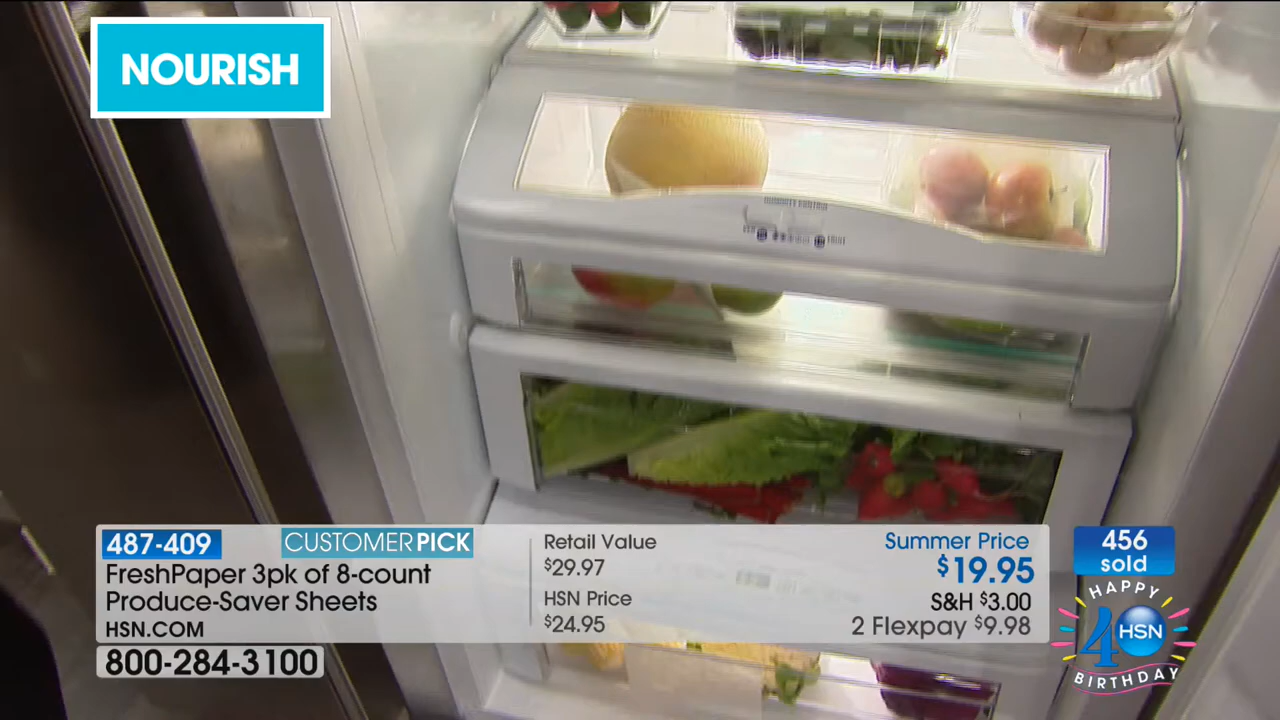 NOURISH
487-409
CUSTOMER PICK
FreshPaper 3pk of 8-count
Produce-Saver Sheets
HSN.COM
800-284-3100
Retail Value
$29.97
HSN Price
$24.95
Summer Price
$19.95
S&H $3.00
2 Flexpay $9.98
456
sold
HAPPY
40
HSN
BIRTHDAY